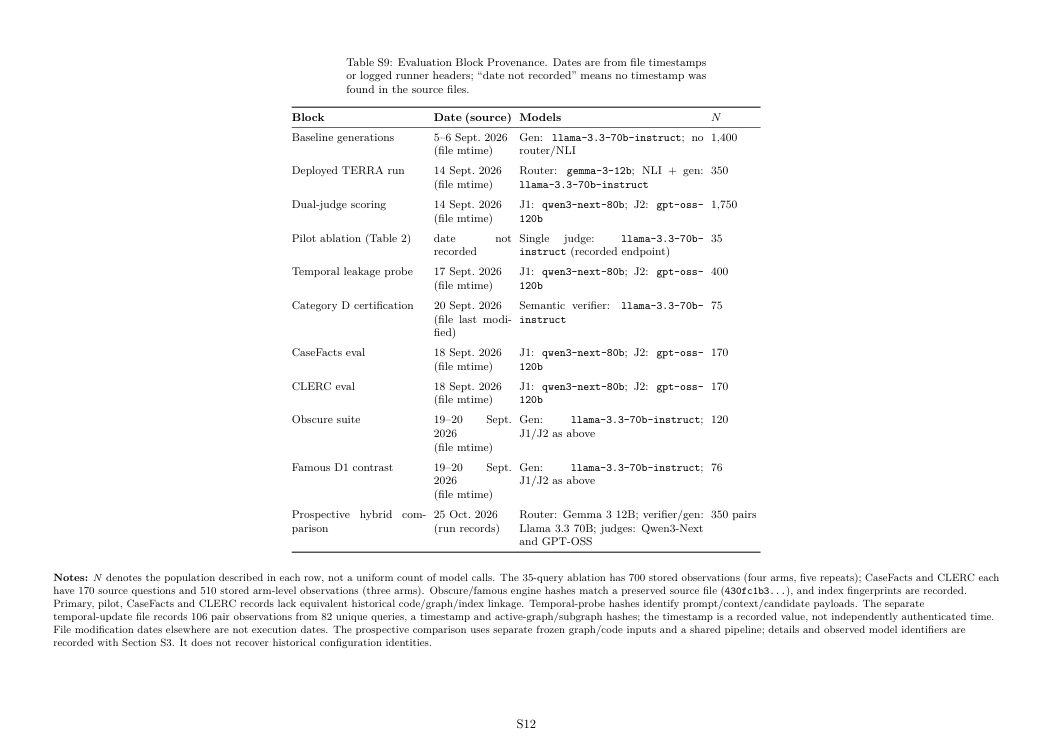 Table S9: Evaluation Block Provenance. Dates are from file timestamps
or logged runner headers; “date not recorded” means no timestamp was
found in the source files.
Block Date (source) Models N
Baseline generations 5–6 Sept. 2026 Gen: llama-3.3-70b-instruct; no 1,400
(file mtime) router/NLI
Deployed TERRA run 14 Sept. 2026 Router: gemma-3-12b; NLI + gen: 350
(file mtime) llama-3.3-70b-instruct
Dual-judge scoring 14 Sept. 2026 J1: qwen3-next-80b; J2: gpt-oss- 1,750
(file mtime) 120b
Pilot ablation (Table 2) date not Single judge: llama-3.3-70b- 35
recorded instruct (recorded endpoint)
Temporal leakage probe 17 Sept. 2026 J1: qwen3-next-80b; J2: gpt-oss- 400
(file mtime) 120b
Category D certification 20 Sept. 2026 Semantic verifier: llama-3.3-70b- 75
(file last modi- instruct
fied)
CaseFacts eval 18 Sept. 2026 J1: qwen3-next-80b; J2: gpt-oss- 170
(file mtime) 120b
CLERC eval 18 Sept. 2026 J1: qwen3-next-80b; J2: gpt-oss- 170
(file mtime) 120b
Obscure suite 19–20 Sept. Gen: llama-3.3-70b-instruct; 120
2026 J1/J2 as above
(file mtime)
Famous D1 contrast 19–20 Sept. Gen: llama-3.3-70b-instruct; 76
2026 J1/J2 as above
(file mtime)
Prospective hybrid com- 25 Oct. 2026 Router: Gemma 3 12B; verifier/gen: 350 pairs
parison (run records) Llama 3.3 70B; judges: Qwen3-Next
and GPT-OSS
Notes: N denotes the population described in each row, not a uniform count of model calls. The 35-query ablation has 700 stored observations (four arms, five repeats); CaseFacts and CLERC each
have 170 source questions and 510 stored arm-level observations (three arms). Obscure/famous engine hashes match a preserved source file (430fc1b3...), and index fingerprints are recorded.
Primary, pilot, CaseFacts and CLERC records lack equivalent historical code/graph/index linkage. Temporal-probe hashes identify prompt/context/candidate payloads. The separate
temporal-update file records 106 pair observations from 82 unique queries, a timestamp and active-graph/subgraph hashes; the timestamp is a recorded value, not independently authenticated time.
File modification dates elsewhere are not execution dates. The prospective comparison uses separate frozen graph/code inputs and a shared pipeline; details and observed model identifiers are
recorded with Section S3. It does not recover historical configuration identities.
S12